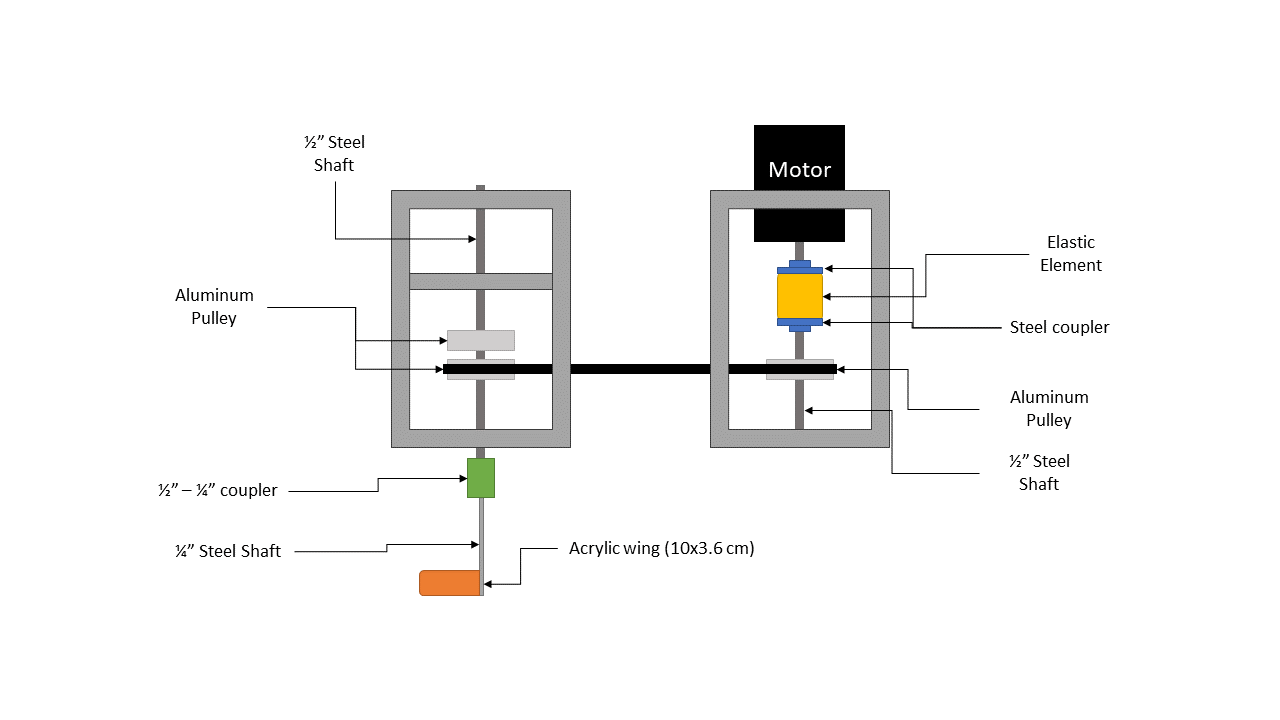 ½” Steel
Shaft
Motor
Elastic
Element
Aluminum
Pulley
Steel coupler
Aluminum
Pulley
½” Steel
Shaft
½” – ¼” coupler
¼” Steel Shaft
Acrylic wing (10x3.6 cm)